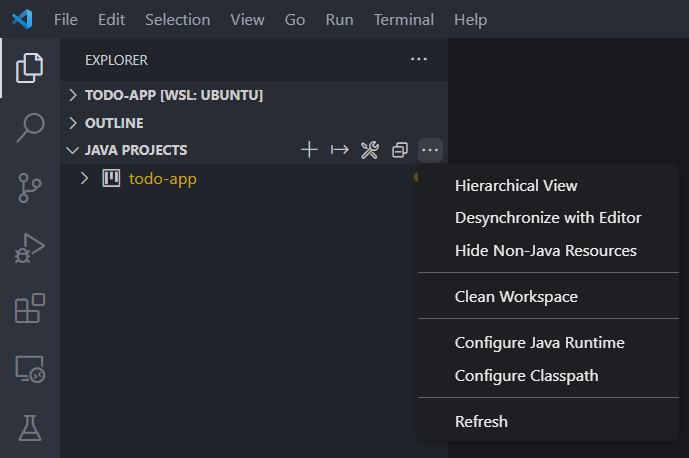 File Edit Selection View Go Run Terminal Help
EXPLORER
TODO-APP [WSL: UBUNTU]
OUTLINE
JAVA PROJECTS
todo-app
Hierarchical View
Desynchronize with Editor
Hide Non-Java Resources
Clean Workspace
Configure Java Runtime
Configure Classpath
Refresh